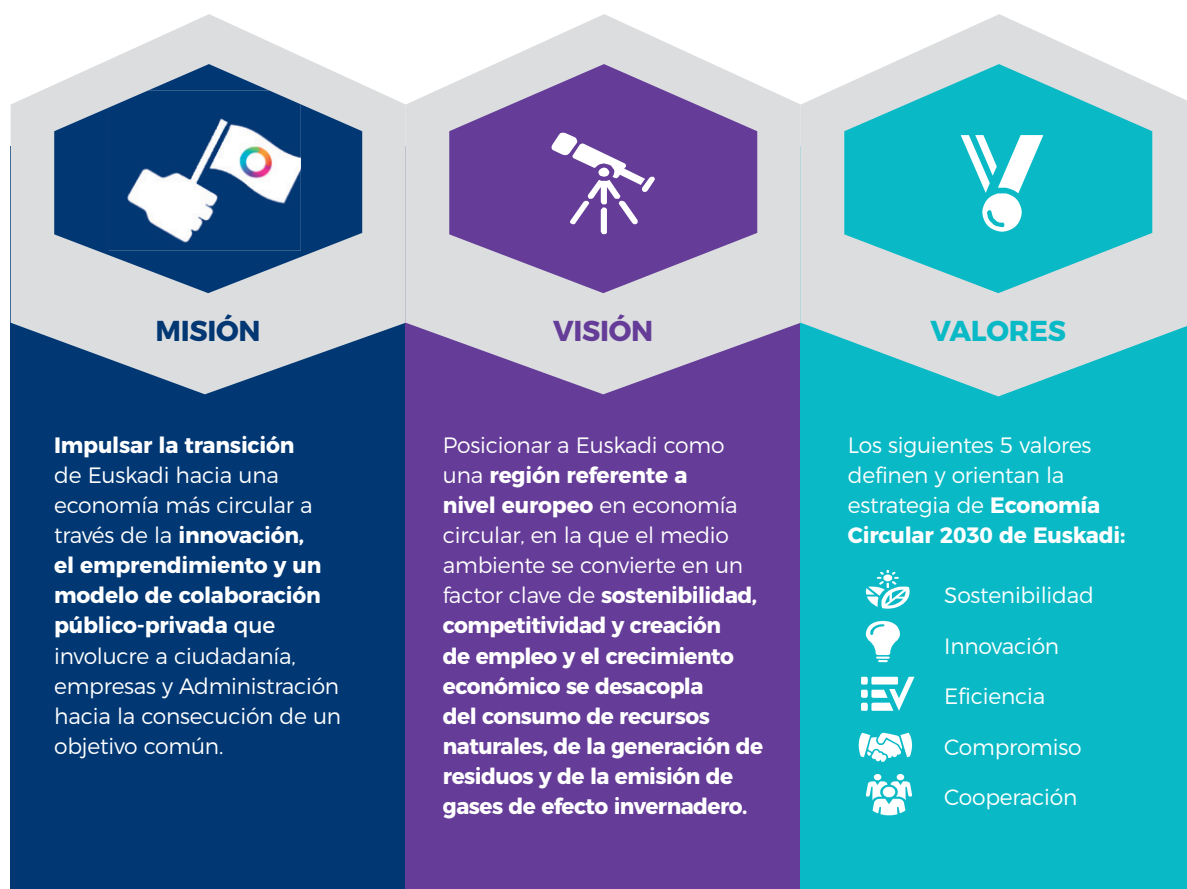 MISIÓN
Impulsar la transición
de Euskadi hacia una
economía más circular a
través de la innovación,
el emprendimiento y un
modelo de colaboración
público-privada que
involucre a ciudadanía,
empresas y Administración
hacia la consecución de un
objetivo común.
VISIÓN
Posicionar a Euskadi como
una región referente a
nivel europeo en economía
circular, en la que el medio
ambiente se convierte en un
factor clave de sostenibilidad,
competitividad y creación
de empleo y el crecimiento
económico se desacopla
del consumo de recursos
naturales, de la generación de
residuos y de la emisión de
gases de efecto invernadero.
VALORES
Los siguientes 5 valores
definen y orientan la
estrategia de Economía
Circular 2030 de Euskadi:
Sostenibilidad
Innovación
Eficiencia
Compromiso
Cooperación